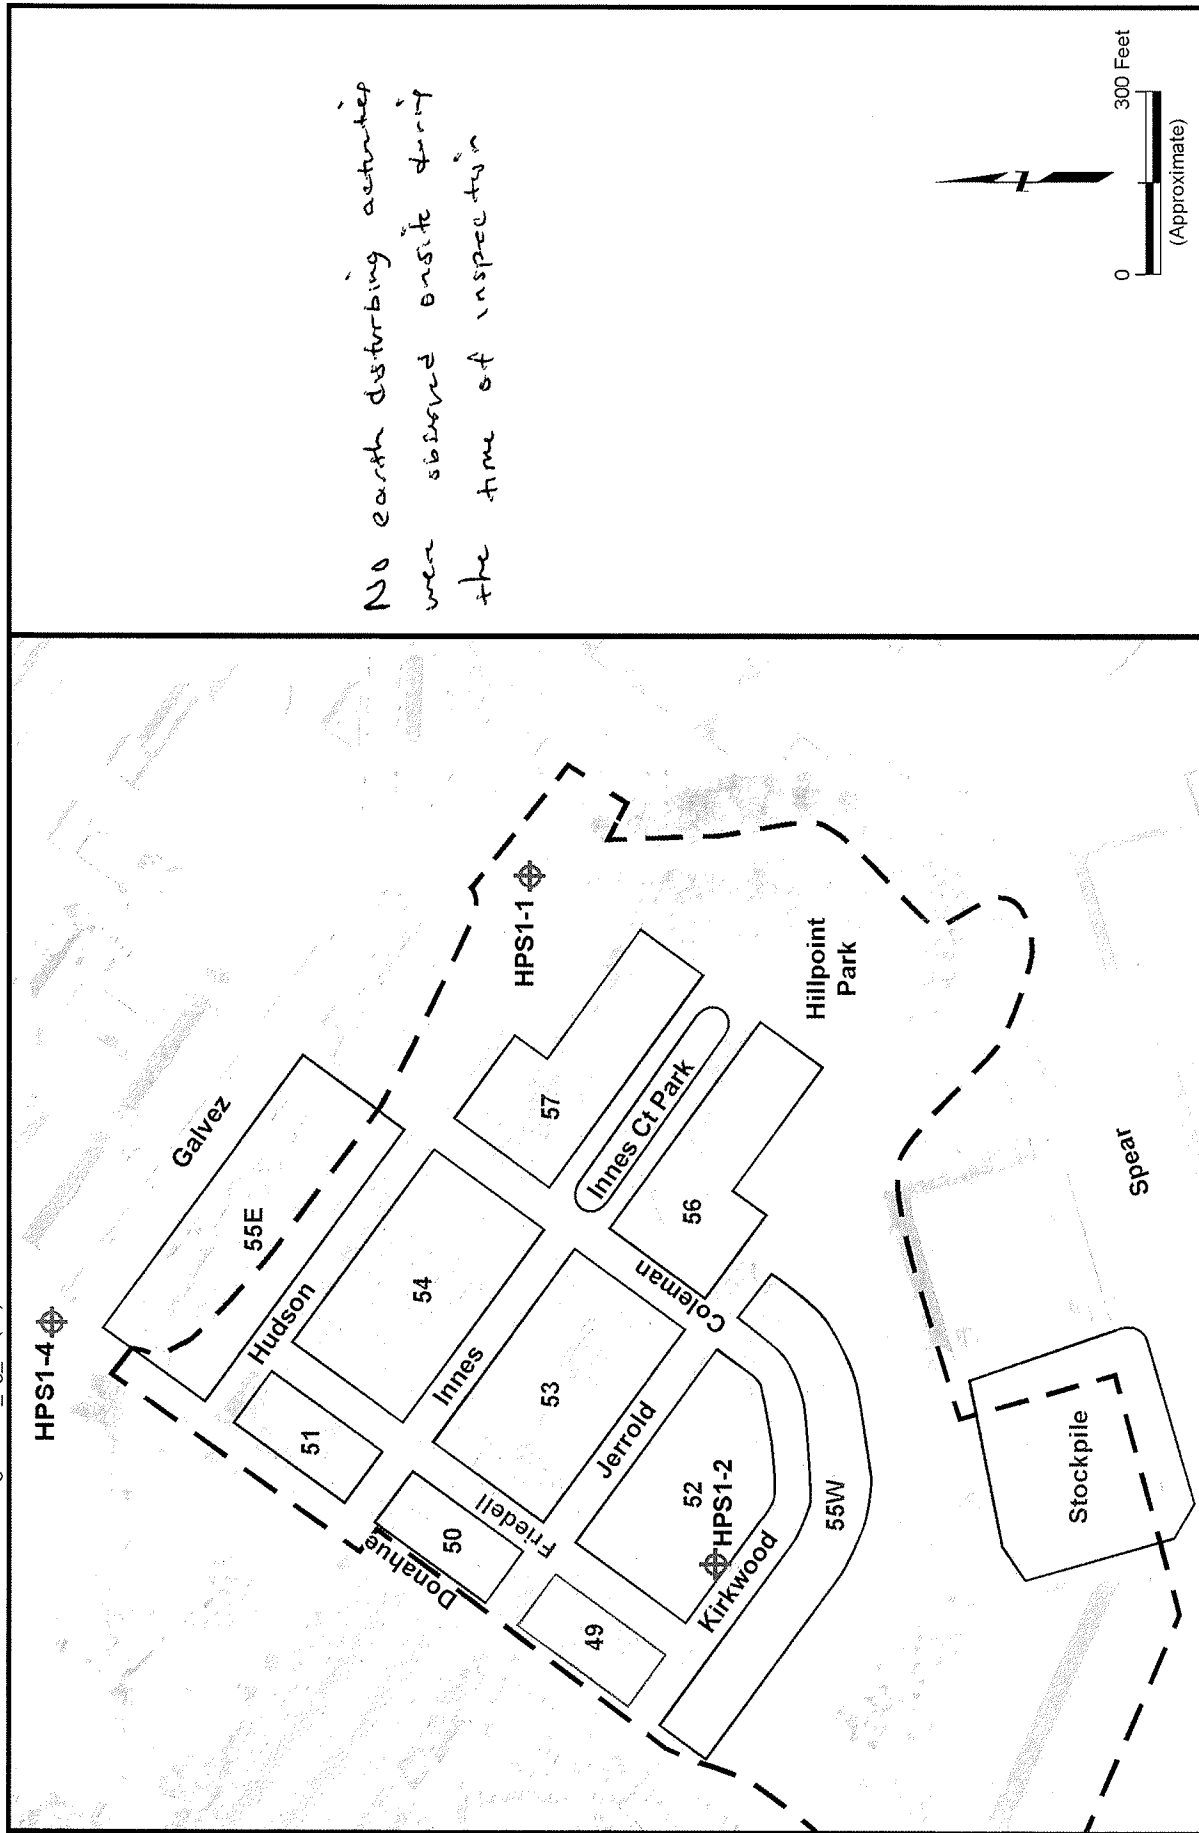 No earth disturbing activities
were observed onsite during
the time of inspection
0
300 Feet
(Approximate)
HPS1-4
Galvez
55E
Hudson
HPS1-1
51
54
57
Innes
Innes Ct Park
Donahue
50
Friedell
53
Coleman
56
Hillpoint
Park
Jerrold
49
52
HPS1-2
Kirkwood
55W
Spear
Stockpile